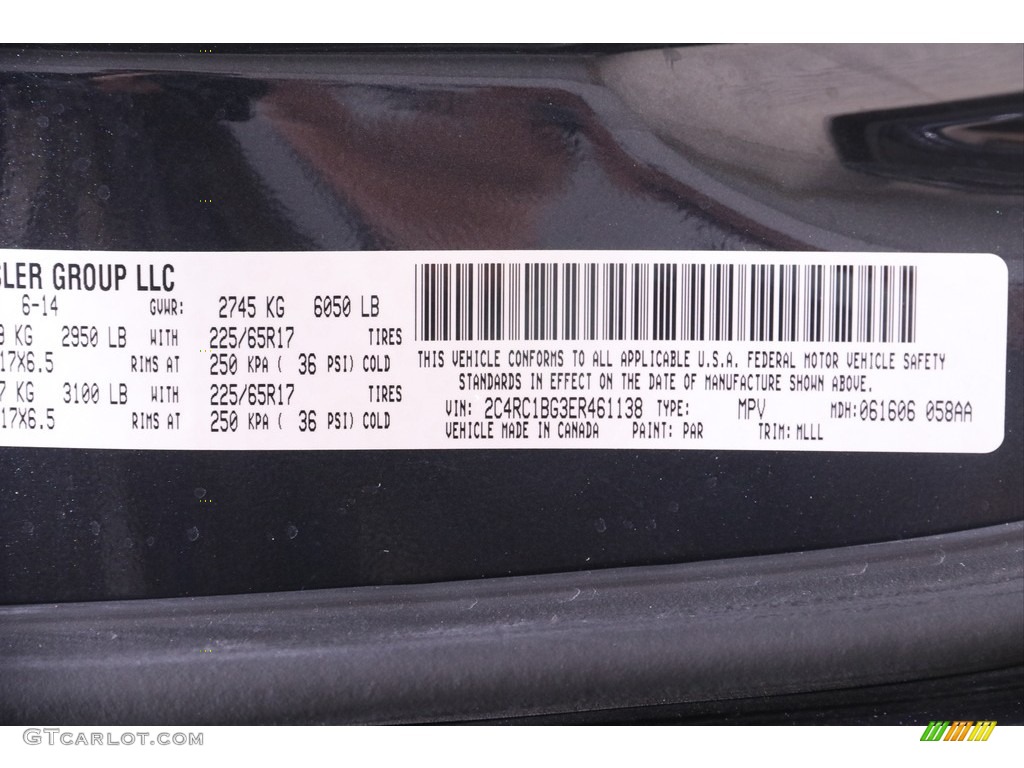 SLER GROUP LLC
6-14 GVWR: 2745 KG 6050 LB
KG 2950 LB WITH 225/65R17 TIRES
17X6.5 RIMS AT 250 KPA ( 36 PSI) COLD
KG 3100 LB WITH 225/65R17 TIRES
17X6.5 RIMS AT 250 KPA ( 36 PSI) COLD
THIS VEHICLE CONFORMS TO ALL APPLICABLE U.S.A. FEDERAL MOTOR VEHICLE SAFETY
STANDARDS IN EFFECT ON THE DATE OF MANUFACTURE SHOWN ABOVE.
VIN: 2C4RC1BG3ER461138 TYPE: MPV MDH:061606 058AA
VEHICLE MADE IN CANADA PAINT: PAR TRIM: MLLL
GTCarlot.com